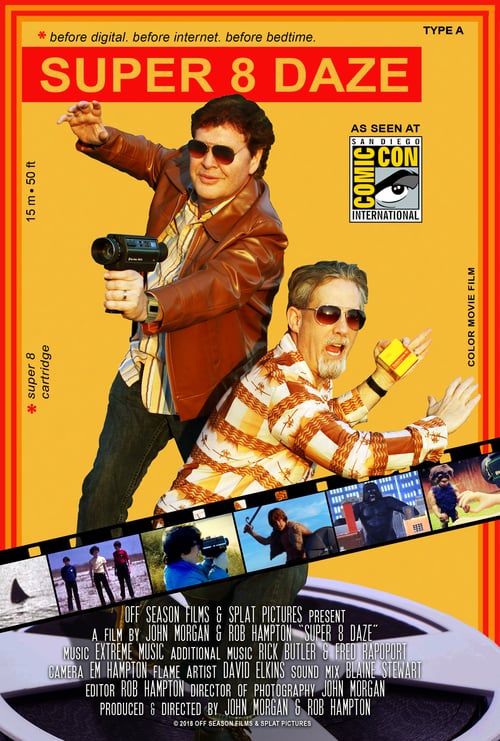 * before digital. before internet. before bedtime.
TYPE A
SUPER 8 DAZE
AS SEEN AT
SAN DIEGO
COMIC
CON
INTERNATIONAL
15 m • 50 ft
COLOR MOVIE FILM
* super 8
cartridge
OFF SEASON FILMS & SPLAT PICTURES PRESENT
A FILM BY JOHN MORGAN & ROB HAMPTON "SUPER 8 DAZE"
MUSIC EXTREME MUSIC ADDITIONAL MUSIC RICK BUTLER & FRED RAPOPORT
CAMERA EM HAMPTON FLAME ARTIST DAVID ELKINS SOUND MIX BLAINE STEWART
EDITOR ROB HAMPTON DIRECTOR OF PHOTOGRAPHY JOHN MORGAN
PRODUCED & DIRECTED BY JOHN MORGAN & ROB HAMPTON
© 2018 OFF SEASON FILMS & SPLAT PICTURES